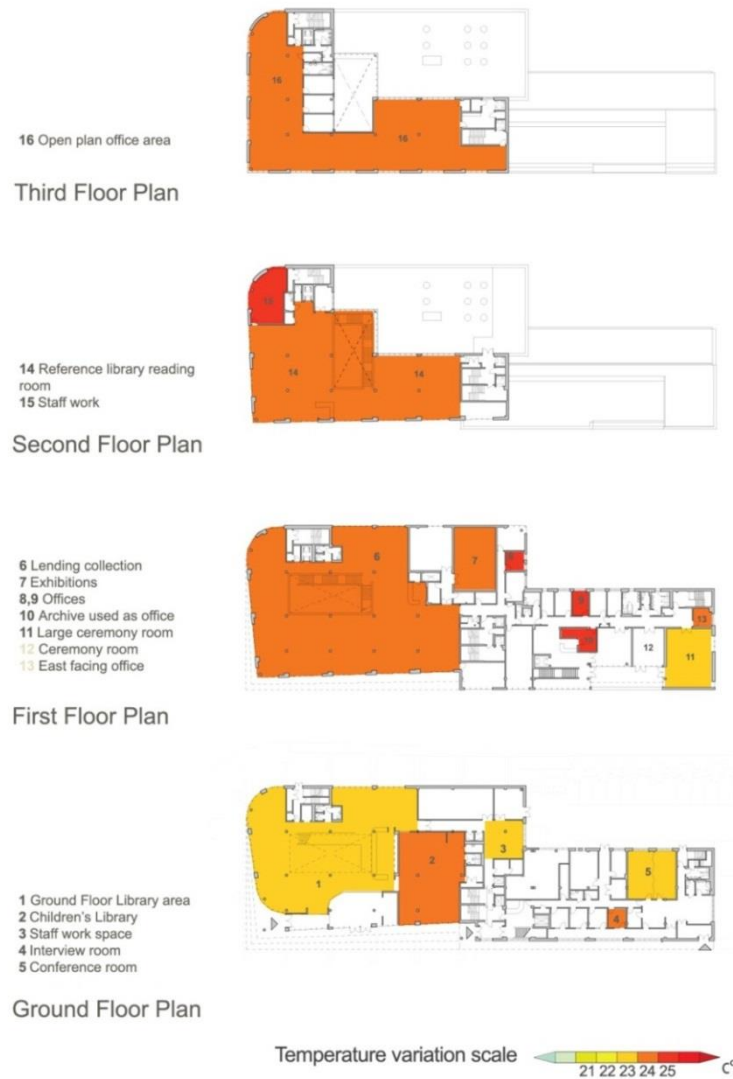 16
16
16 Open plan office area
Third Floor Plan
15
14 Reference library reading
room
15 Staff work
14
14
Second Floor Plan
6 Lending collection
7 Exhibitions
8,9 Offices
10 Archive used as office
11 Large ceremony room
12 Ceremony room
13 East facing office
6
7
9
13
12
11
First Floor Plan
1 Ground Floor Library area
2 Children's Library
3 Staff work space
4 Interview room
5 Conference room
1
2
3
4
5
Ground Floor Plan
Temperature variation scale
21 22 23 24 25
C°